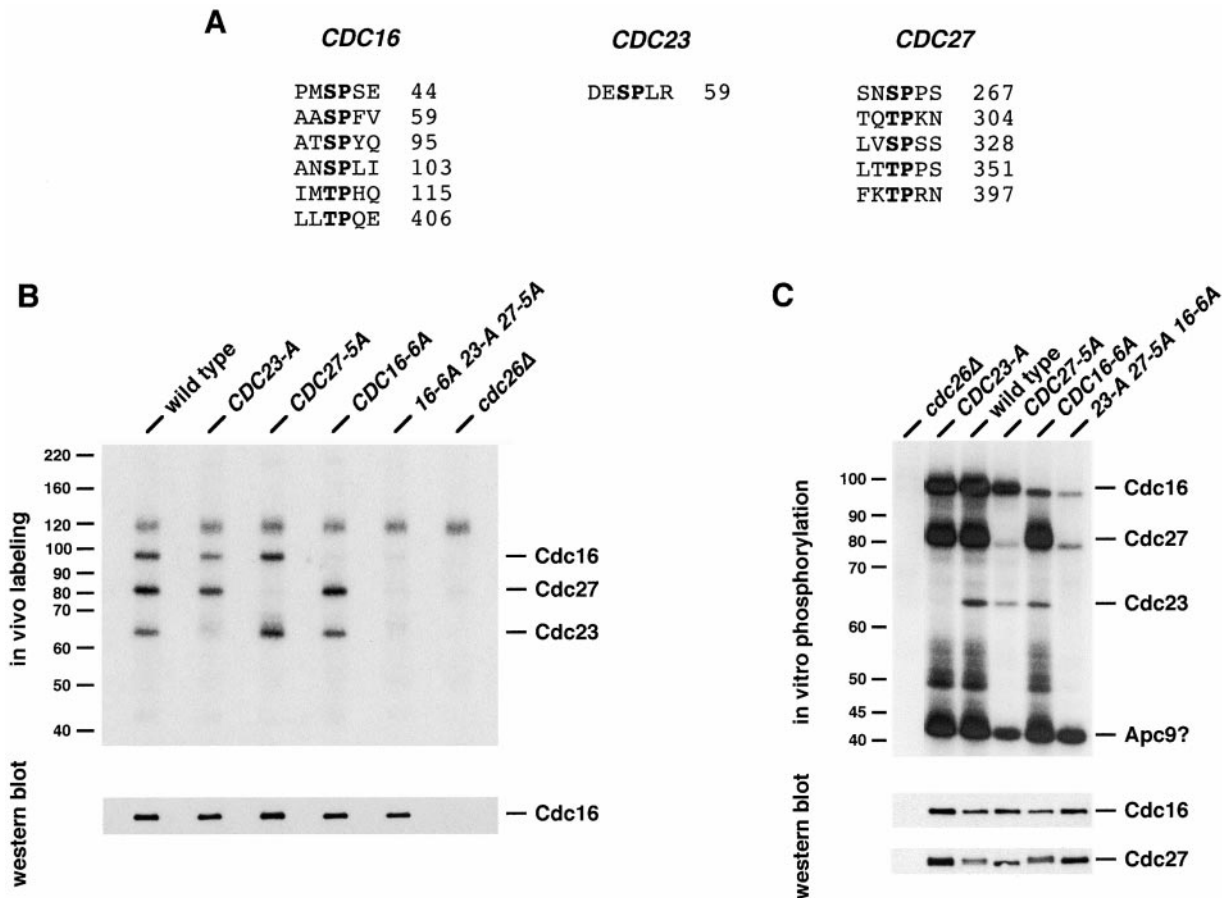 A
CDC16 CDC23 CDC27
PMSPSE 44 DESPLR 59 SNSPPS 267
AASPFV 59 TQTPKN 304
ATSPYQ 95 LVSPSS 328
ANSPLI 103 LTTPPS 351
IMTPHQ 115 FKTPRN 397
LLTPQE 406
B
wild type
CDC23-A
CDC27-5A
CDC16-6A
16-6A 23-A 27-5A
cdc26Δ
in vivo labeling
220
160
120
100
90
80
70
60
50
40
Cdc16
Cdc27
Cdc23
western blot
Cdc16
C
cdc26Δ
CDC23-A
wild type
CDC27-5A
CDC16-6A
23-A 27-5A 16-6A
in vitro phosphorylation
100
90
80
70
60
50
45
40
Cdc16
Cdc27
Cdc23
Apc9?
western blot
Cdc16
Cdc27